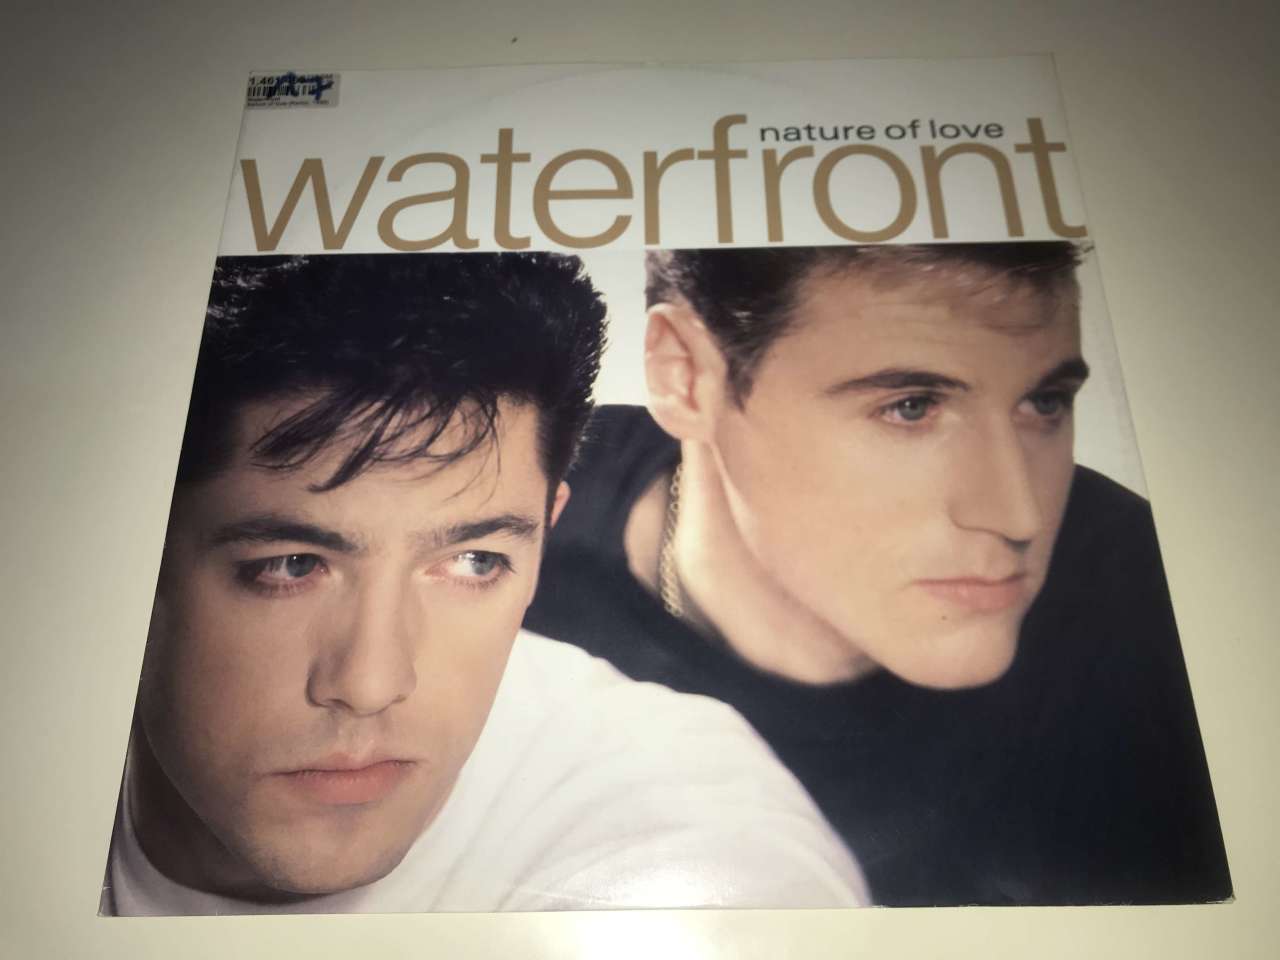 nature of love
waterfront